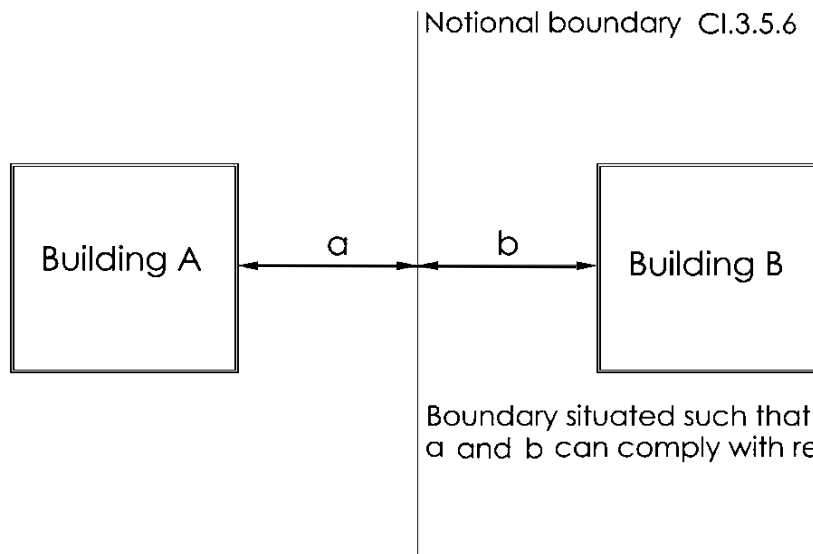 Notional boundary Cl.3.5.6
a
b
Building A
Building B
Boundary situated such that
a and b can comply with re